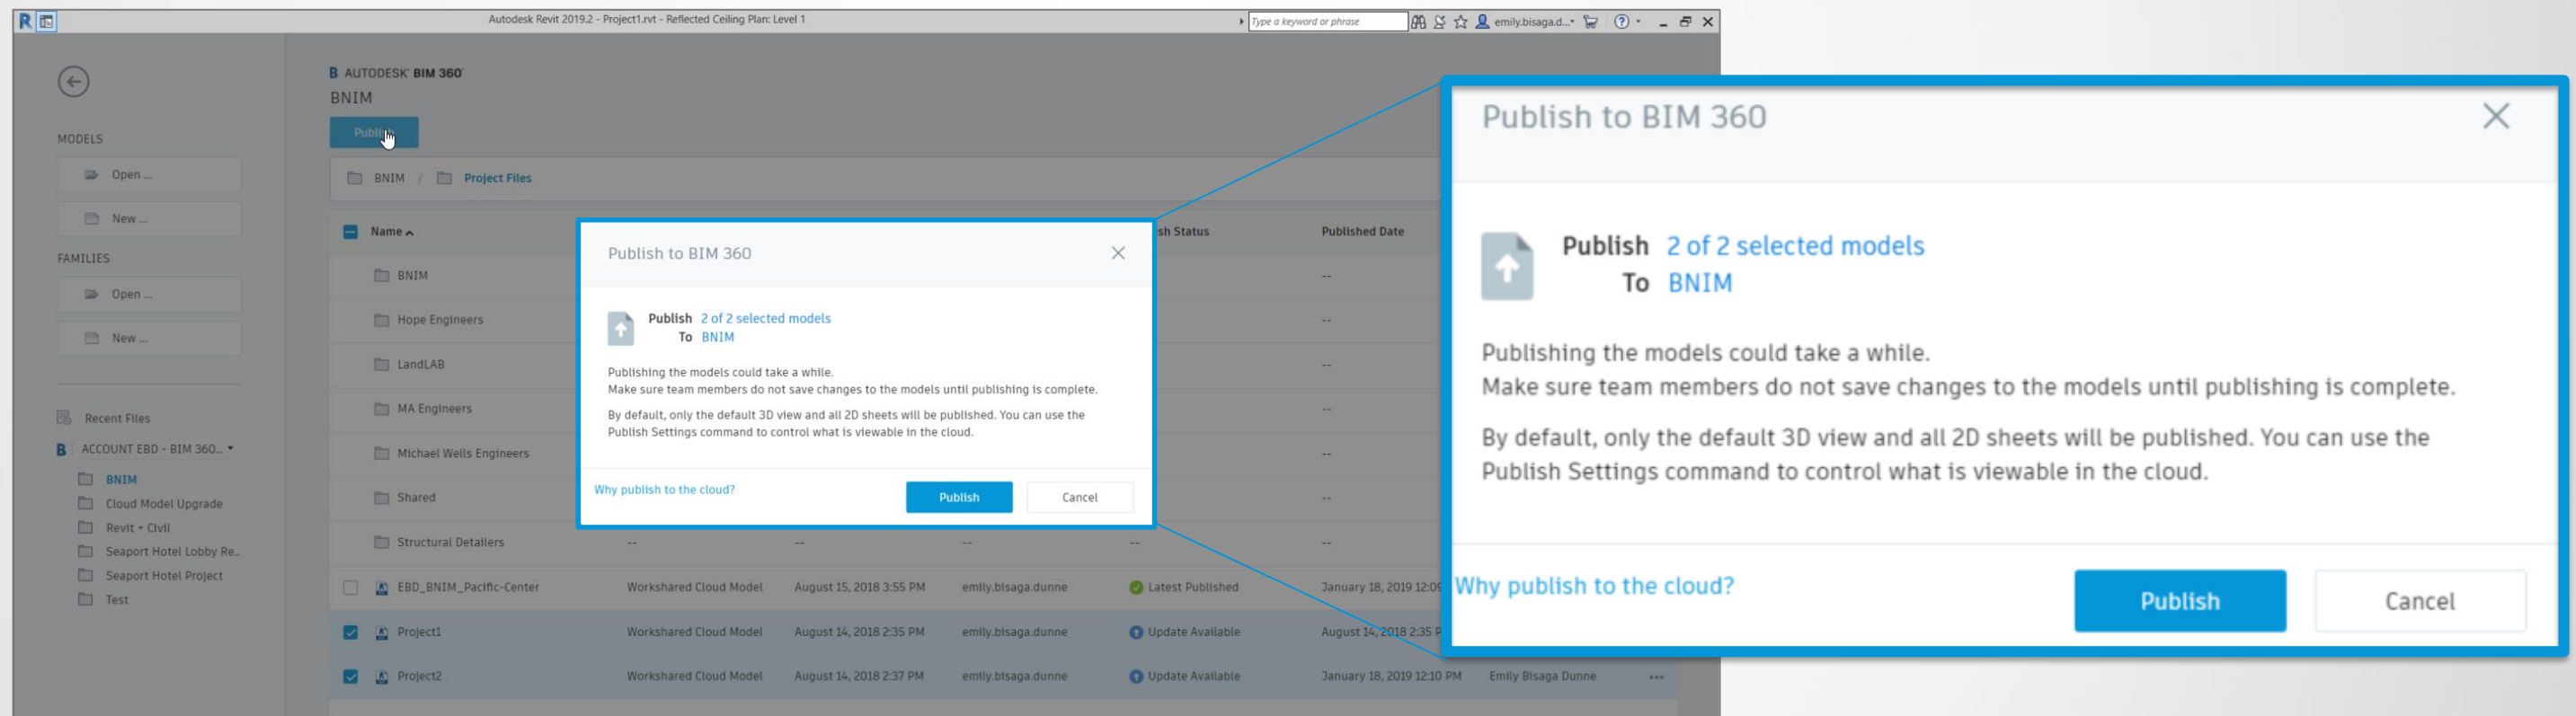 Autodesk Revit 2019.2 - Project1.rvt - Reflected Ceiling Plan: Level 1
Type a keyword or phrase
emily.bisaga.d...
MODELS
Open ...
New ...
FAMILIES
Open ...
New ...
Recent Files
B ACCOUNT EBD - BIM 360...
BNIM
Cloud Model Upgrade
Revit + Civil
Seaport Hotel Lobby Re..
Seaport Hotel Project
Test
B AUTODESK BIM 360
BNIM
Publish
BNIM / Project Files
Name sh Status Published Date
BNIM --
Hope Engineers --
LandLAB --
MA Engineers --
Michael Wells Engineers --
Shared --
Structural Detailers -- -- -- -- --
EBD_BNIM_Pacific-Center Workshared Cloud Model August 15, 2018 3:55 PM emily.bisaga.dunne Latest Published January 18, 2019 12:09
Project1 Workshared Cloud Model August 14, 2018 2:35 PM emily.bisaga.dunne Update Available August 14, 2018 2:35 P
Project2 Workshared Cloud Model August 14, 2018 2:37 PM emily.bisaga.dunne Update Available January 18, 2019 12:10 PM Emily Bisaga Dunne
Publish to BIM 360
Publish 2 of 2 selected models
To BNIM
Publishing the models could take a while.
Make sure team members do not save changes to the models until publishing is complete.
By default, only the default 3D view and all 2D sheets will be published. You can use the
Publish Settings command to control what is viewable in the cloud.
Why publish to the cloud? Publish Cancel
Publish to BIM 360
Publish 2 of 2 selected models
To BNIM
Publishing the models could take a while.
Make sure team members do not save changes to the models until publishing is complete.
By default, only the default 3D view and all 2D sheets will be published. You can use the
Publish Settings command to control what is viewable in the cloud.
Why publish to the cloud? Publish Cancel